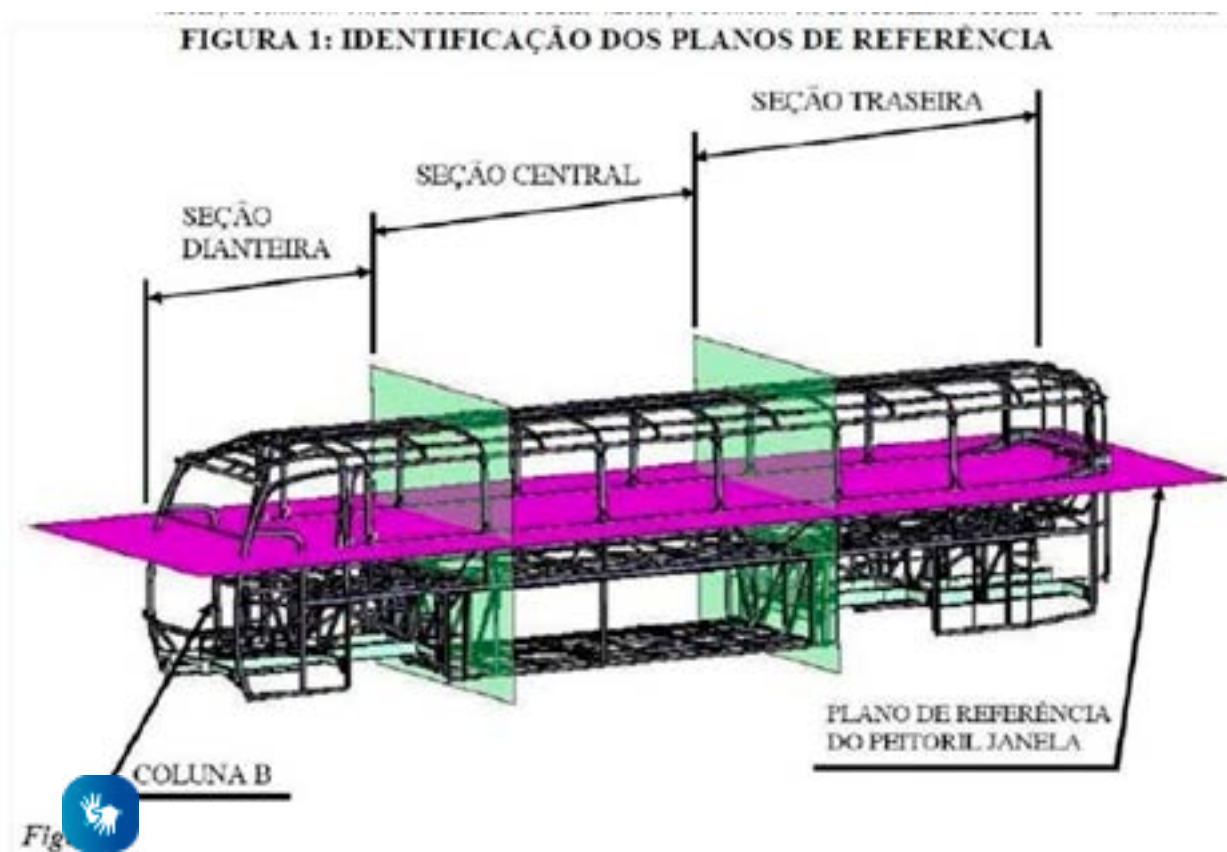 FIGURA 1: IDENTIFICAÇÃO DOS PLANOS DE REFERÊNCIA
SEÇÃO TRASEIRA
SEÇÃO CENTRAL
SEÇÃO
DIANTEIRA
PLANO DE REFERÊNCIA
DO PEITORIL JANELA
COLUNA B
Fig